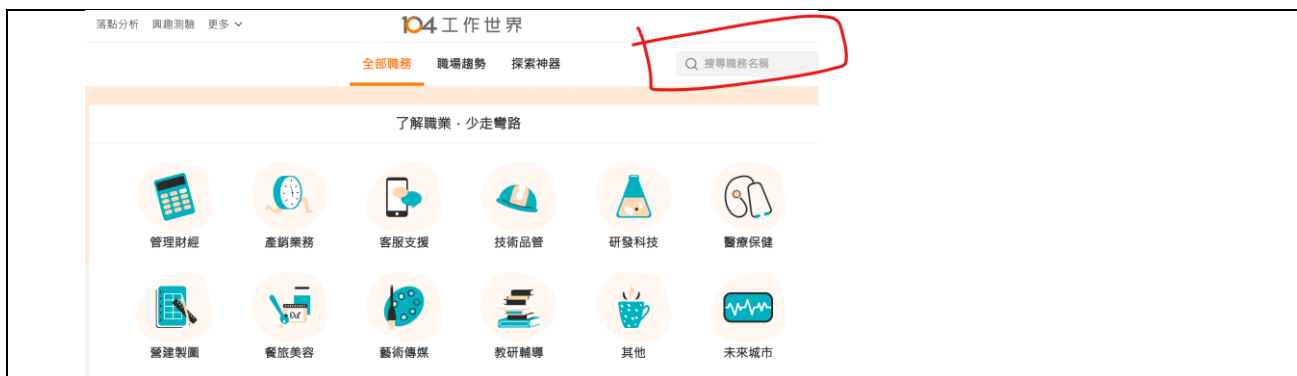 落點分析 興趣測驗 更多
104工作世界
全部職務 職場趨勢 探索神器 搜尋職務名稱
了解職業．少走彎路
管理財經 產銷業務 客服支援 技術品管 研發科技 醫療保健
營建製圖 餐旅美容 藝術傳媒 教研輔導 其他 未來城市